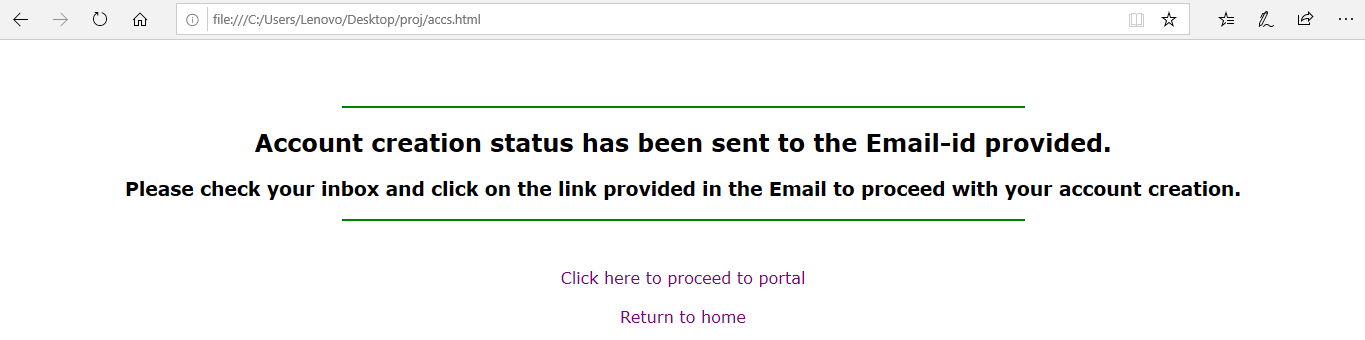 file:///C:/Users/Lenovo/Desktop/proj/accs.html
Account creation status has been sent to the Email-id provided.
Please check your inbox and click on the link provided in the Email to proceed with your account creation.
Click here to proceed to portal
Return to home